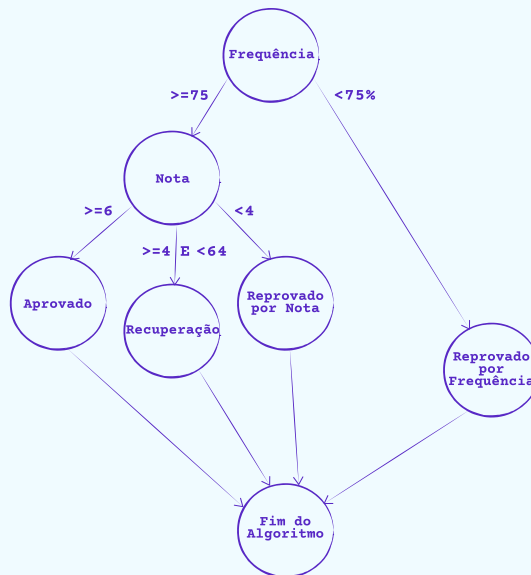 Frequência
>=75
<75%
Nota
>=6
<4
>=4 E <64
Aprovado
Recuperação
Reprovado
por Nota
Reprovado
por
Frequência
Fim do
Algoritmo